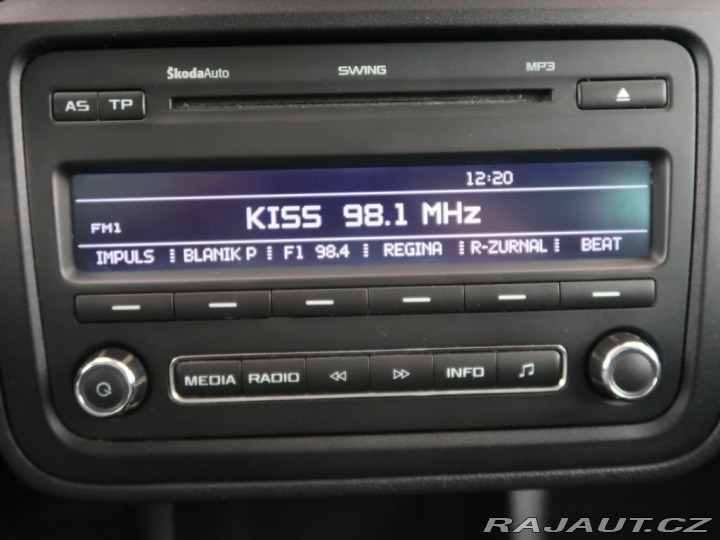 ŠkodaAuto SWING MP3
AS TP
12:20
KISS 98.1 MHz
FM1
IMPULS BLANIK P F1 98.4 REGINA R-ZURNAL BEAT
MEDIA RADIO INFO
RAJAUT.CZ